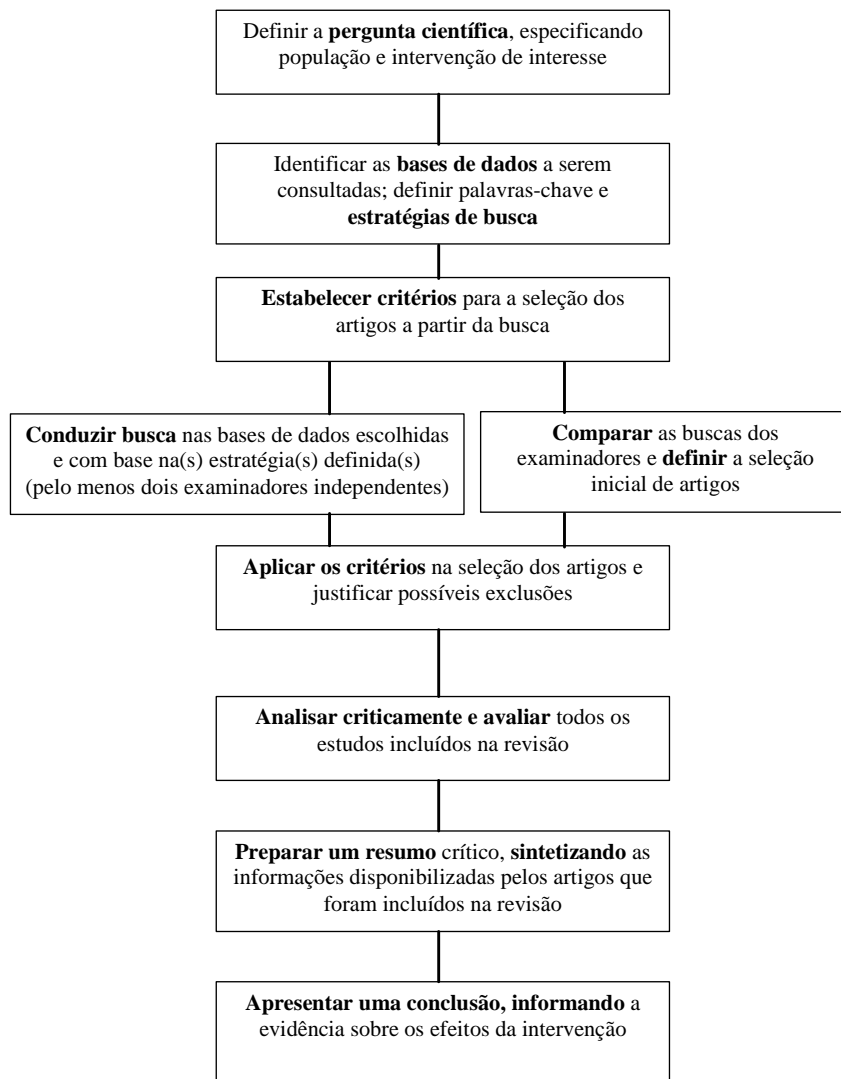 Definir a pergunta científica, especificando
população e intervenção de interesse
Identificar as bases de dados a serem
consultadas; definir palavras-chave e
estratégias de busca
Estabelecer critérios para a seleção dos
artigos a partir da busca
Conduzir busca nas bases de dados escolhidas
e com base na(s) estratégia(s) definida(s)
(pelo menos dois examinadores independentes)
Comparar as buscas dos
examinadores e definir a seleção
inicial de artigos
Aplicar os critérios na seleção dos artigos e
justificar possíveis exclusões
Analisar criticamente e avaliar todos os
estudos incluídos na revisão
Preparar um resumo crítico, sintetizando as
informações disponibilizadas pelos artigos que
foram incluídos na revisão
Apresentar uma conclusão, informando a
evidência sobre os efeitos da intervenção